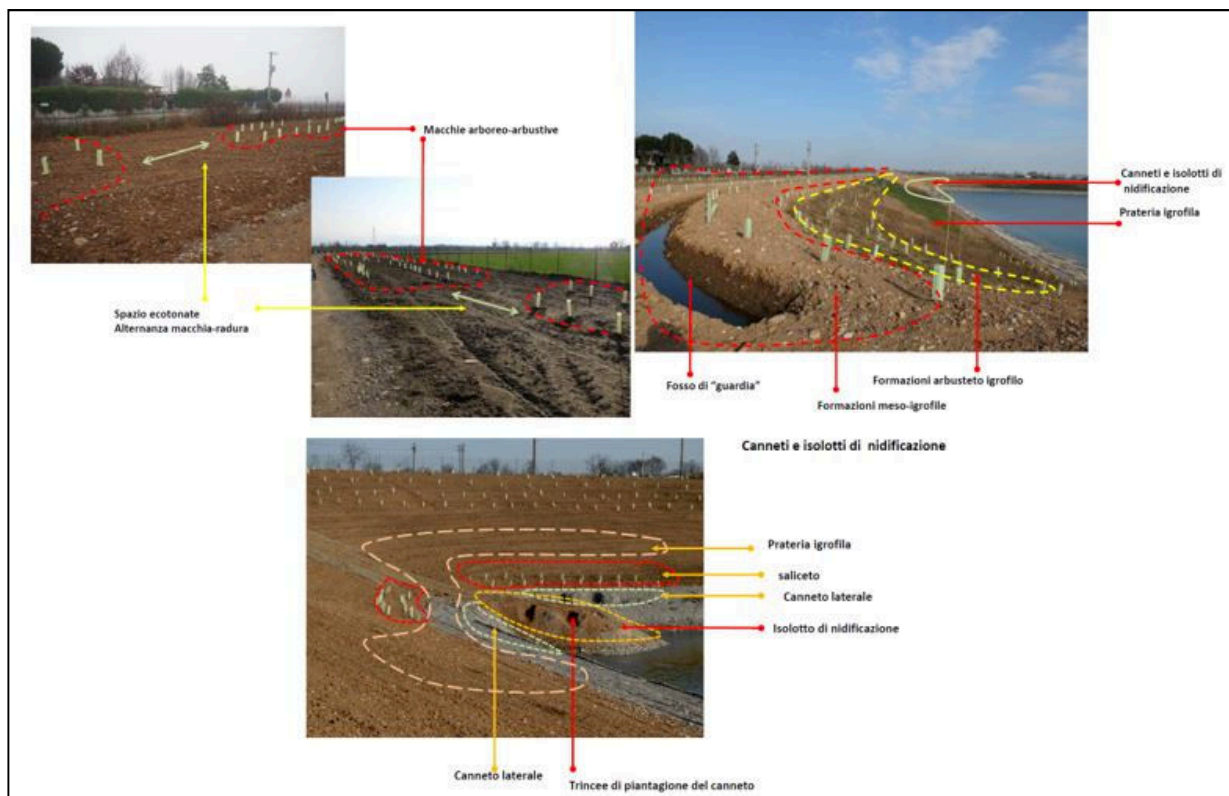 Macchie arboreo-arbustive
Canneti e isolotti di
nidificazione
Prateria igrofila
Spazio ecotonate
Alternanza macchia-radura
Formazioni arbusteto igrofilo
Fosso di "guardia"
Formazioni meso-igrofile
Canneti e isolotti di nidificazione
Prateria igrofila
saliceto
Canneto laterale
Isolotto di nidificazione
Canneto laterale
Trincee di piantagione del canneto